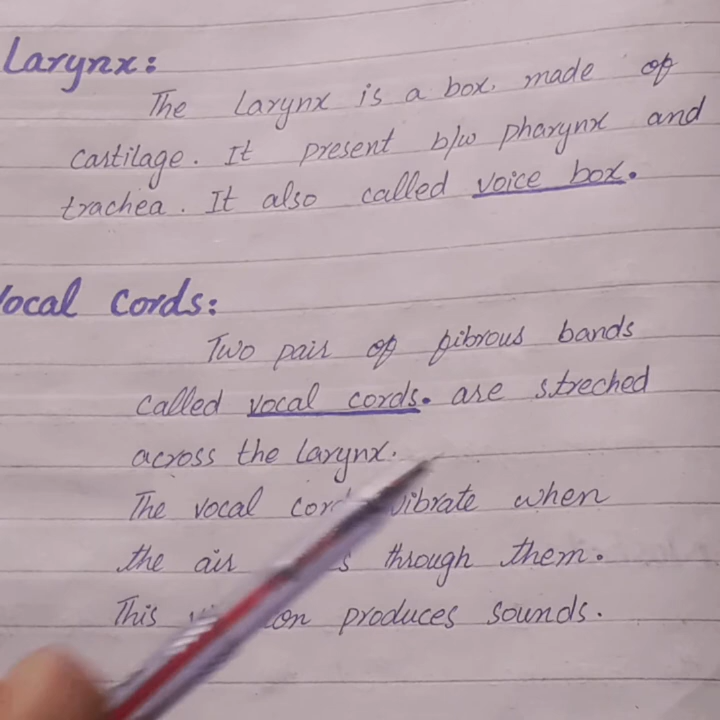 Larynx:
The Larynx is a box. made of
cartilage. It present b/w pharynx and
trachea. It also called voice box.
Vocal Cords:
Two pair of fibrous bands
called vocal cords. are streched
across the larynx.
The vocal vibrate when
the air through them.
This produces sounds.